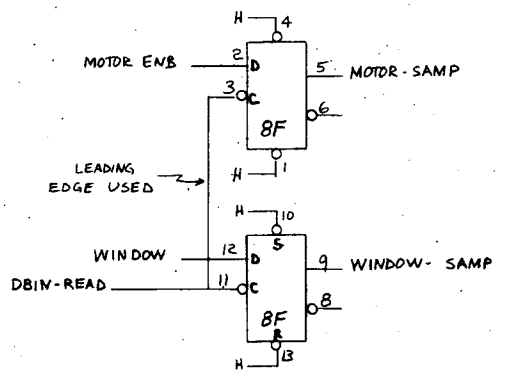 H 4
MOTOR ENB 2 D 5 MOTOR-SAMP
3 C 6
8F
H 1
LEADING
EDGE USED
H 10
S
WINDOW 12 D 9 WINDOW- SAMP
DBIN-READ 11 C 8
8F
R
H 13